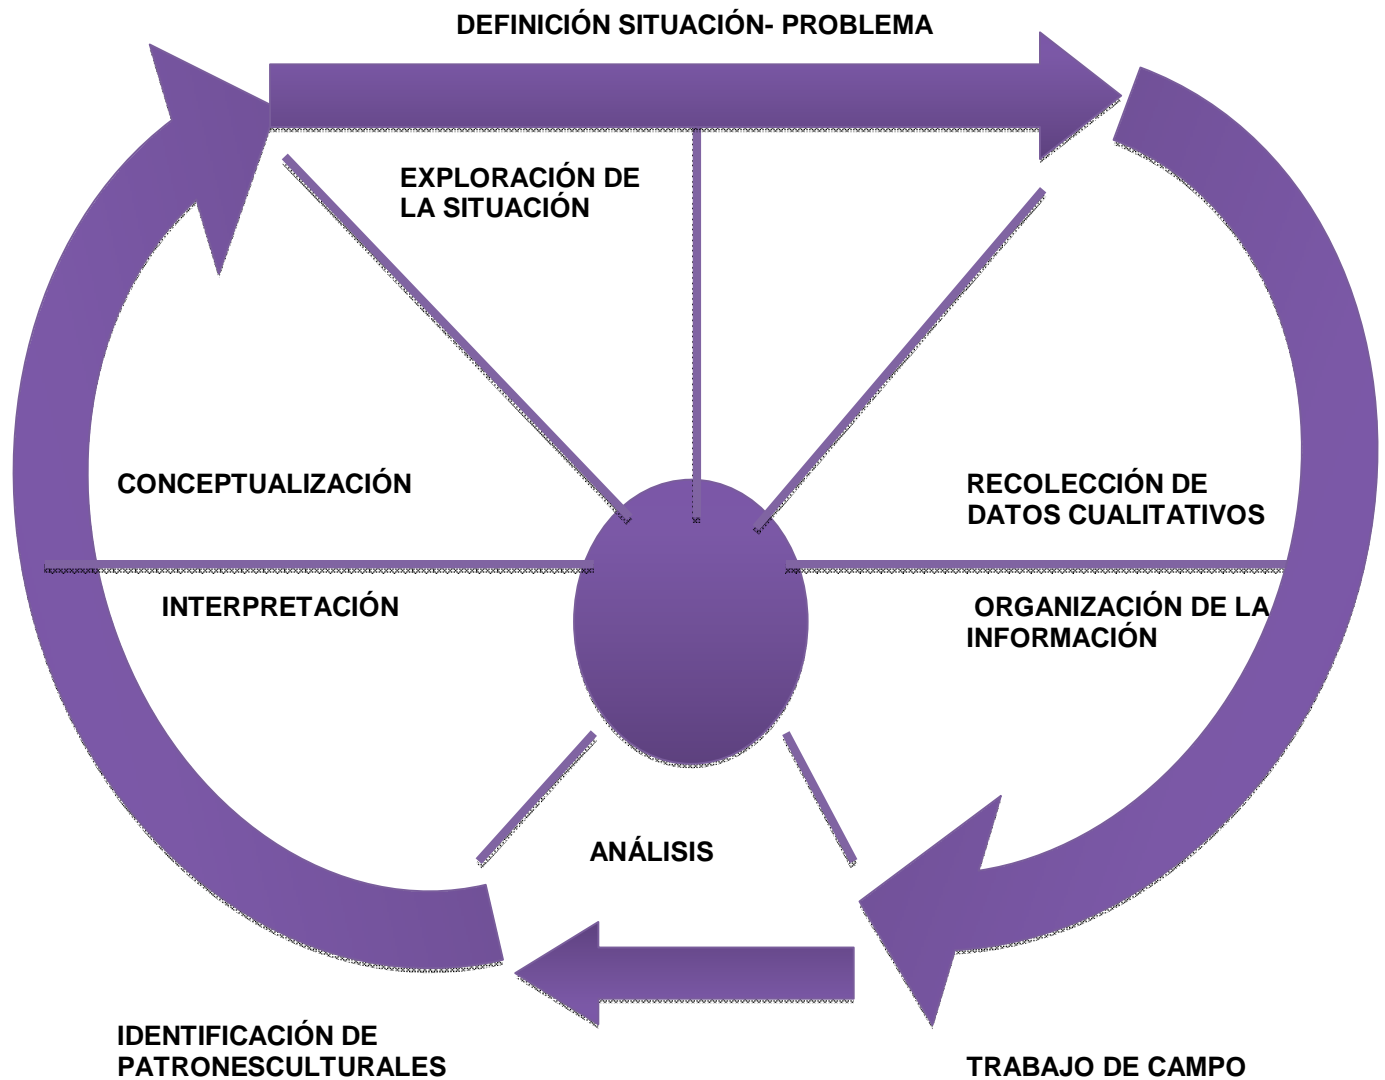 DEFINICIÓN SITUACIÓN- PROBLEMA
EXPLORACIÓN DE
LA SITUACIÓN
CONCEPTUALIZACIÓN
RECOLECCIÓN DE
DATOS CUALITATIVOS
INTERPRETACIÓN
ORGANIZACIÓN DE LA
INFORMACIÓN
ANÁLISIS
IDENTIFICACIÓN DE
PATRONESCULTURALES
TRABAJO DE CAMPO